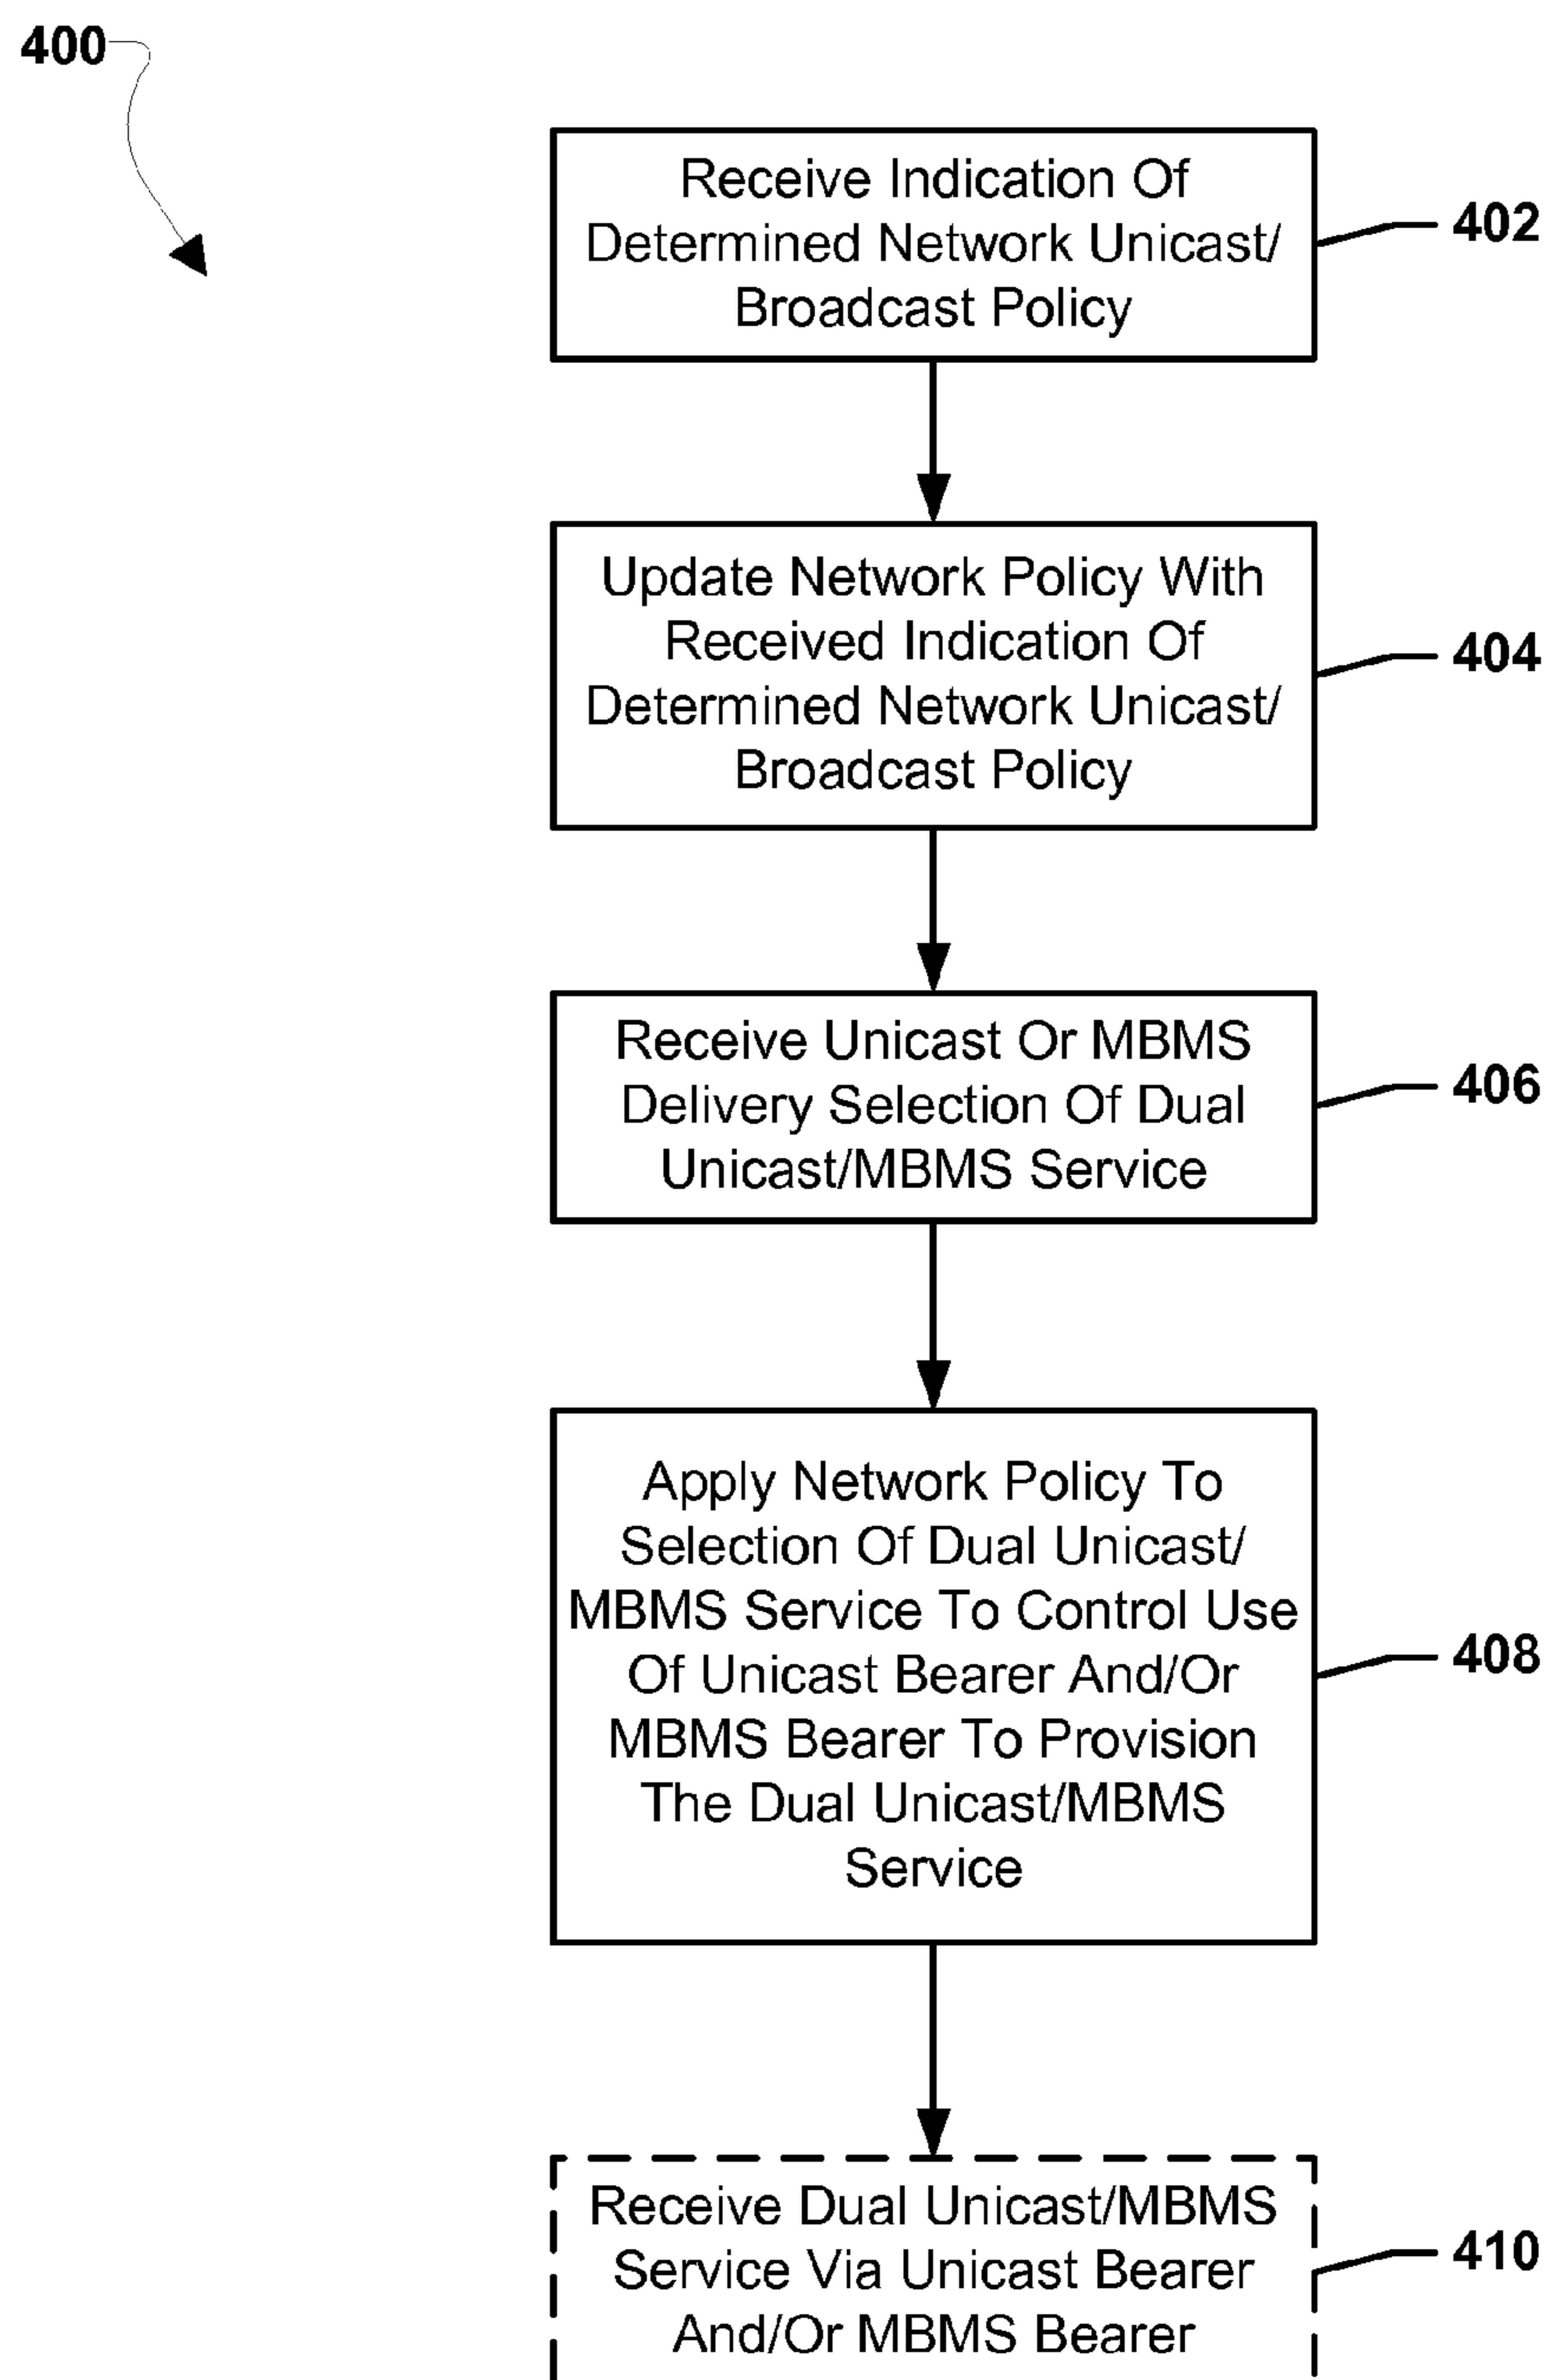 400
Receive Indication Of
Determined Network Unicast/
Broadcast Policy
402
Update Network Policy With
Received Indication Of
Determined Network Unicast/
Broadcast Policy
404
Receive Unicast Or MBMS
Delivery Selection Of Dual
Unicast/MBMS Service
406
Apply Network Policy To
Selection Of Dual Unicast/
MBMS Service To Control Use
Of Unicast Bearer And/Or
MBMS Bearer To Provision
The Dual Unicast/MBMS
Service
408
Receive Dual Unicast/MBMS
Service Via Unicast Bearer
And/Or MBMS Bearer
410